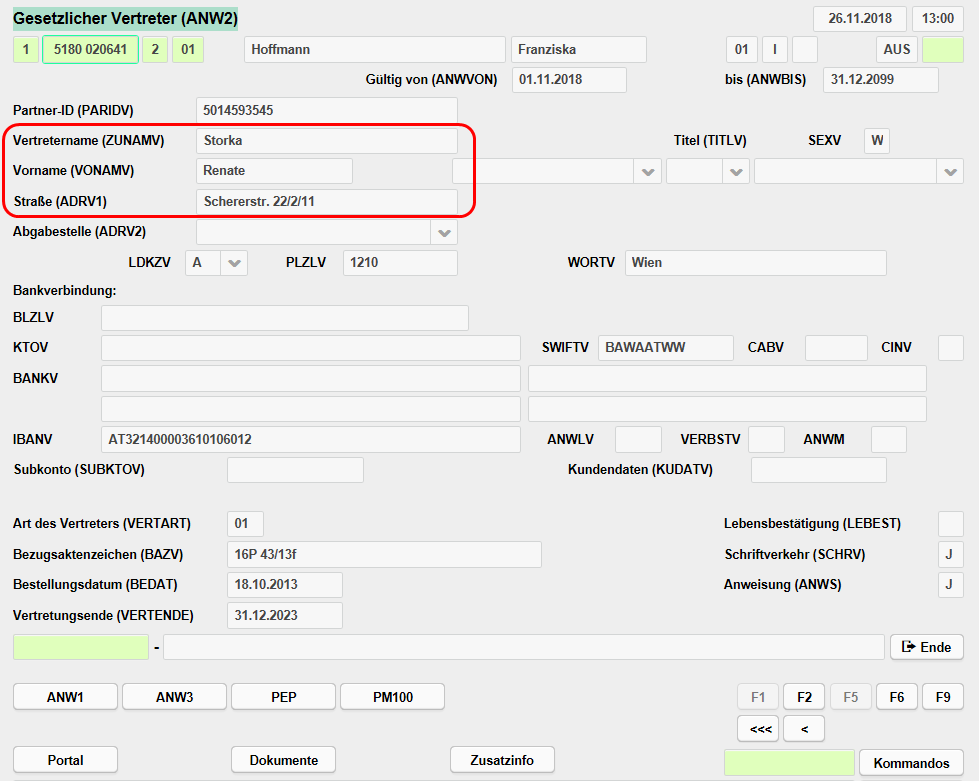 Gesetzlicher Vertreter (ANW2) 26.11.2018 13:00
1 5180 020641 2 01 Hoffmann Franziska 01 I AUS
Gültig von (ANWVON) 01.11.2018 bis (ANWBIS) 31.12.2099
Partner-ID (PARIDV) 5014593545
Vertretername (ZUNAMV) Storka Titel (TITLV) SEXV W
Vorname (VONAMV) Renate
Straße (ADRV1) Schererstr. 22/2/11
Abgabestelle (ADRV2)
LDKZV A PLZLV 1210 WORTV Wien
Bankverbindung:
BLZLV
KTOV SWIFTV BAWAATWW CABV CINV
BANKV
IBANV AT321400003610106012 ANWLV VERBSTV ANWM
Subkonto (SUBKTOV) Kundendaten (KUDATV)
Art des Vertreters (VERTART) 01 Lebensbestätigung (LEBEST)
Bezugsaktenzeichen (BAZV) 16P 43/13f Schriftverkehr (SCHRV) J
Bestellungsdatum (BEDAT) 18.10.2013 Anweisung (ANWS) J
Vertretungsende (VERTENDE) 31.12.2023
- Ende
ANW1 ANW3 PEP PM100 F1 F2 F5 F6 F9
<<< <
Portal Dokumente Zusatzinfo Kommandos